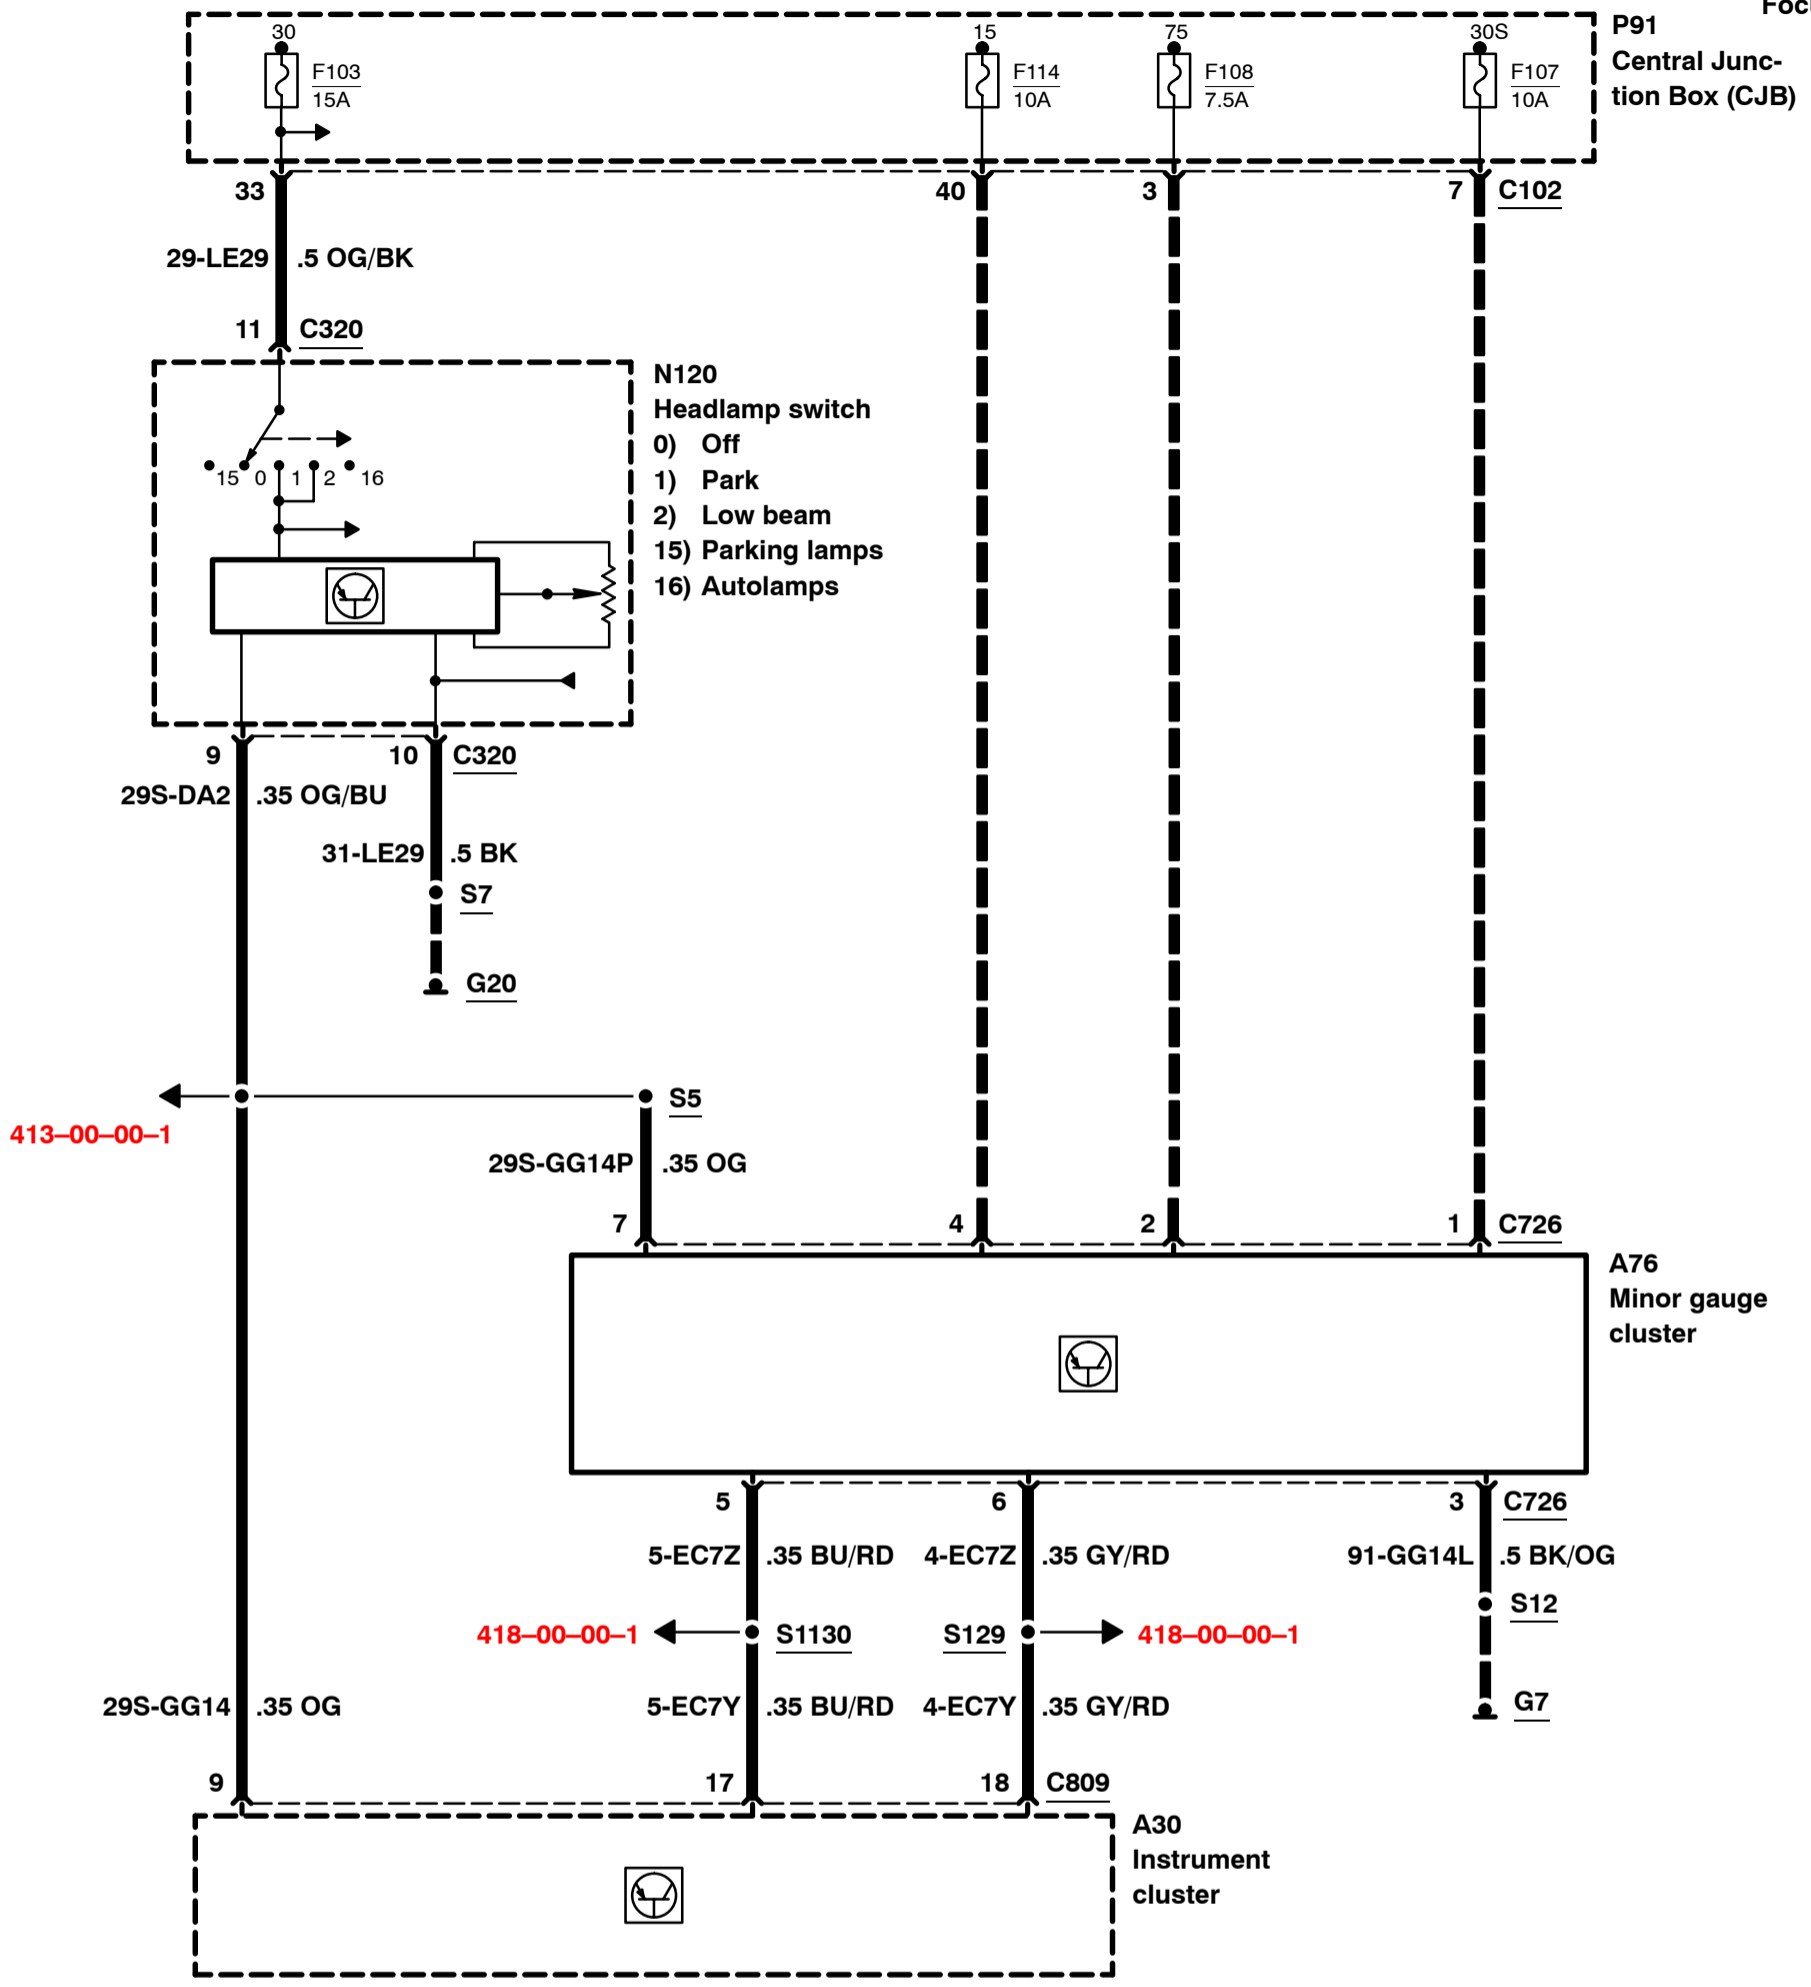 Focu
P91
Central Junc-
tion Box (CJB)
30
F103
15A
15
F114
10A
75
F108
7.5A
30S
F107
10A
33
40
3
7
C102
29-LE29
.5 OG/BK
11
C320
N120
Headlamp switch
0) Off
1) Park
2) Low beam
15) Parking lamps
16) Autolamps
15
0
1
2
16
9
10
C320
29S-DA2
.35 OG/BU
31-LE29
.5 BK
S7
G20
S5
413–00–00–1
29S-GG14P
.35 OG
7
4
2
1
C726
A76
Minor gauge
cluster
5
6
3
C726
5-EC7Z
.35 BU/RD
4-EC7Z
.35 GY/RD
91-GG14L
.5 BK/OG
S12
418–00–00–1
S1130
S129
418–00–00–1
29S-GG14
.35 OG
5-EC7Y
.35 BU/RD
4-EC7Y
.35 GY/RD
G7
9
17
18
C809
A30
Instrument
cluster